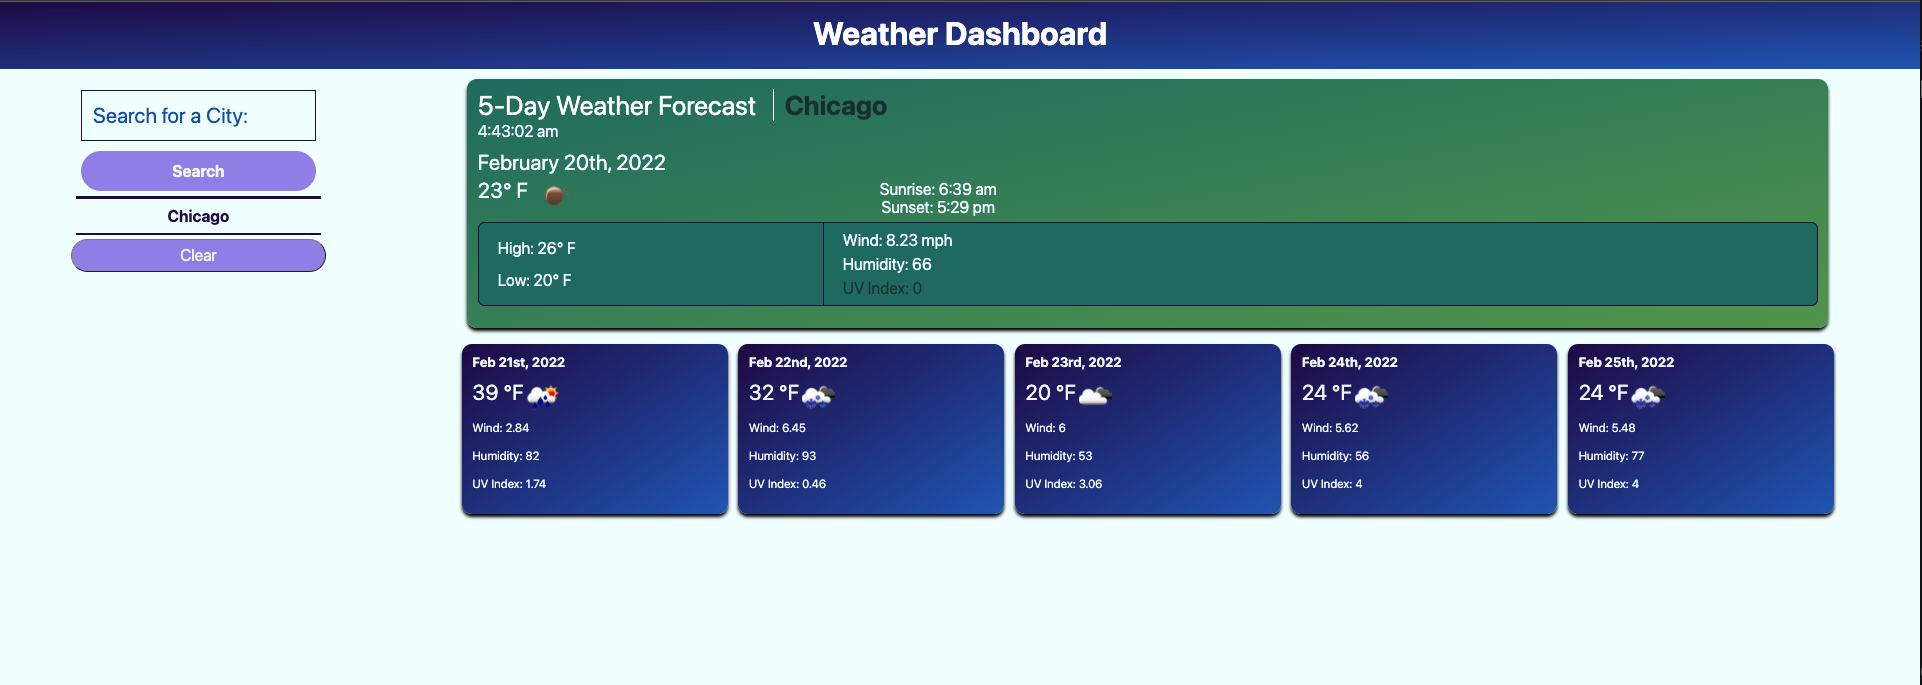 Weather Dashboard
Search for a City:
Search
Chicago
Clear
5-Day Weather Forecast Chicago
4:43:02 am
February 20th, 2022
23° F
Sunrise: 6:39 am
Sunset: 5:29 pm
High: 26° F
Low: 20° F
Wind: 8.23 mph
Humidity: 66
UV Index: 0
Feb 21st, 2022
39 °F
Wind: 2.84
Humidity: 82
UV Index: 1.74
Feb 22nd, 2022
32 °F
Wind: 6.45
Humidity: 93
UV Index: 0.46
Feb 23rd, 2022
20 °F
Wind: 6
Humidity: 53
UV Index: 3.06
Feb 24th, 2022
24 °F
Wind: 5.62
Humidity: 56
UV Index: 4
Feb 25th, 2022
24 °F
Wind: 5.48
Humidity: 77
UV Index: 4